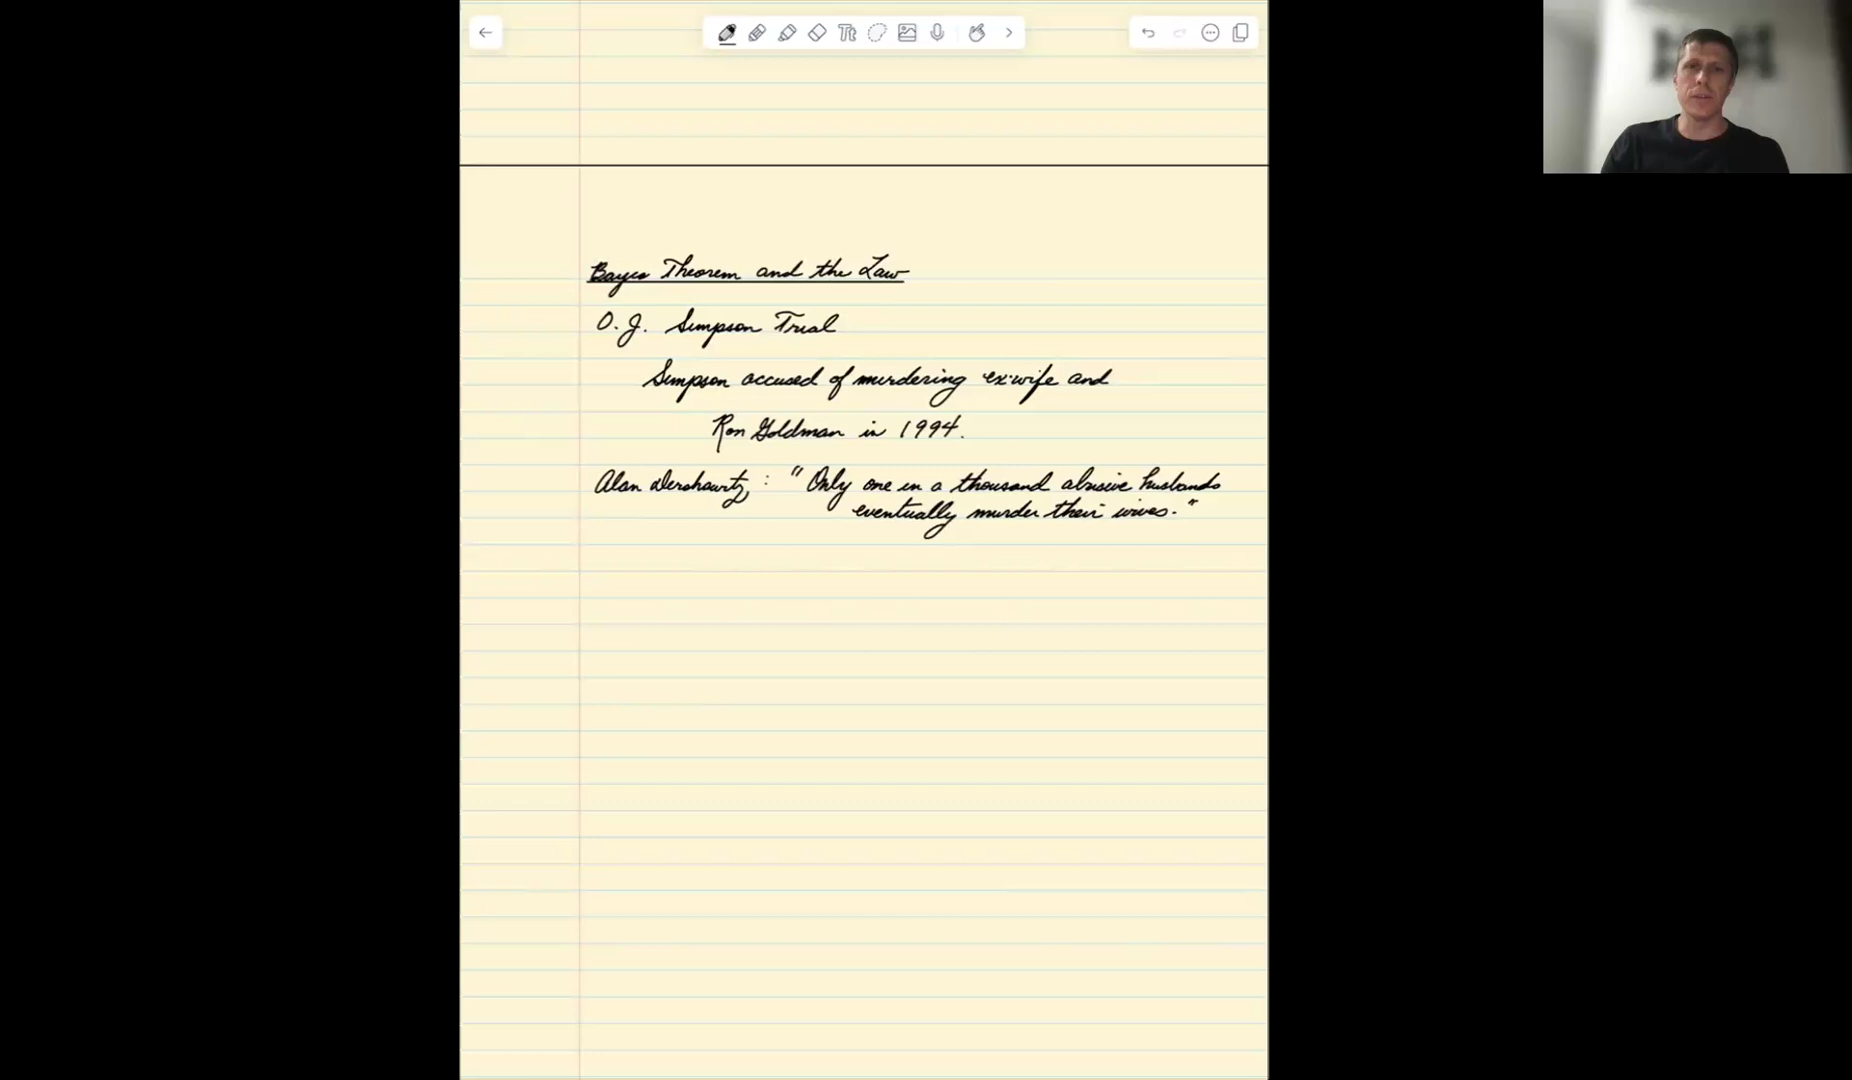 Bayes Theorem and the Law
O.J. Simpson Trial
Simpson accused of murdering ex-wife and
Ron Goldman in 1994.
Alan Dershowitz : "Only one in a thousand abusive husbands
eventually murder their wives."